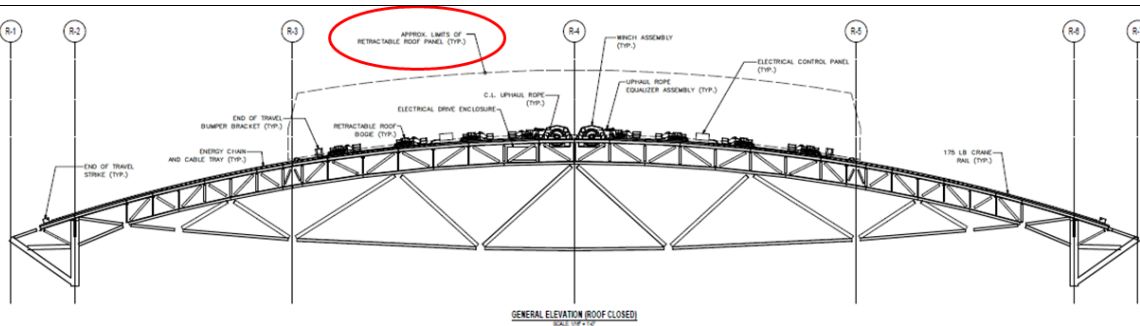 R-1
R-2
R-3
R-4
R-5
R-6
APPROX. LIMITS OF
RETRACTABLE ROOF PANEL (TYP.)
WINCH ASSEMBLY
(TYP.)
ELECTRICAL CONTROL PANEL
(TYP.)
UPHAUL ROPE
EQUALIZER ASSEMBLY (TYP.)
C.L. UPHAUL ROPE
(TYP.)
ELECTRICAL DRIVE ENCLOSURE
END OF TRAVEL
BUMPER BRACKET (TYP.)
RETRACTABLE ROOF
BOGIE (TYP.)
ENERGY CHAIN
AND CABLE TRAY (TYP.)
END OF TRAVEL
STRIKE (TYP.)
175 LB CRANE
RAIL (TYP.)
GENERAL ELEVATION (ROOF CLOSED)